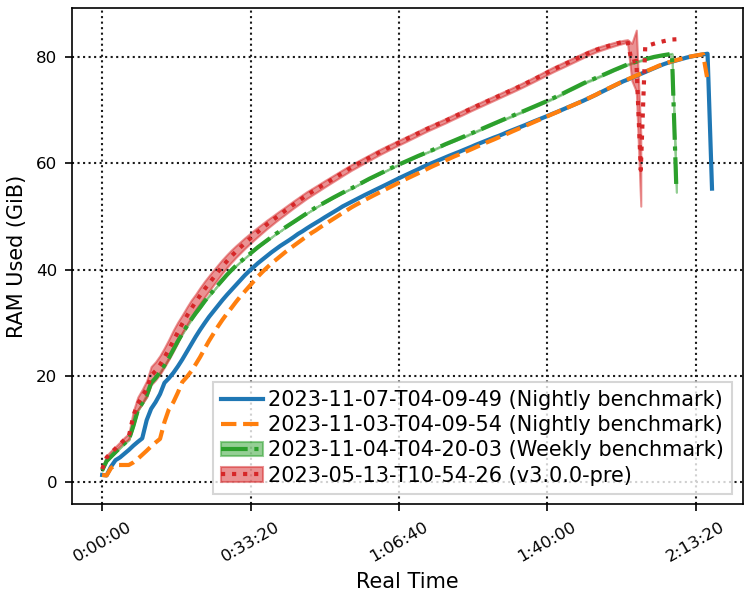 80
60
40
20
0
RAM Used (GiB)
2023-11-07-T04-09-49 (Nightly benchmark)
2023-11-03-T04-09-54 (Nightly benchmark)
2023-11-04-T04-20-03 (Weekly benchmark)
2023-05-13-T10-54-26 (v3.0.0-pre)
0:00:00
0:33:20
1:06:40
1:40:00
2:13:20
Real Time